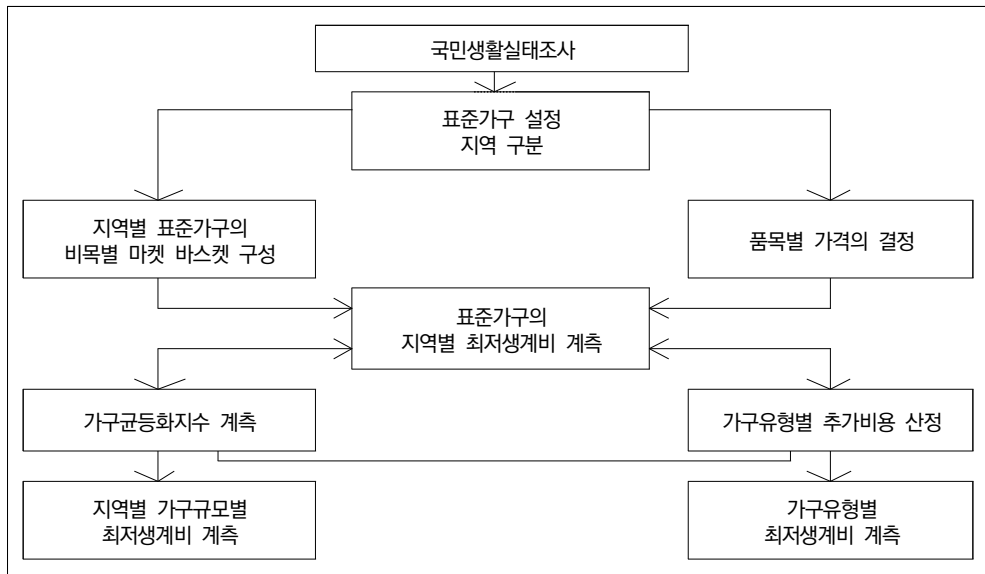 국민생활실태조사
표준가구 설정
지역 구분
지역별 표준가구의
비목별 마켓 바스켓 구성
품목별 가격의 결정
표준가구의
지역별 최저생계비 계측
가구균등화지수 계측
가구유형별 추가비용 산정
지역별 가구규모별
최저생계비 계측
가구유형별
최저생계비 계측